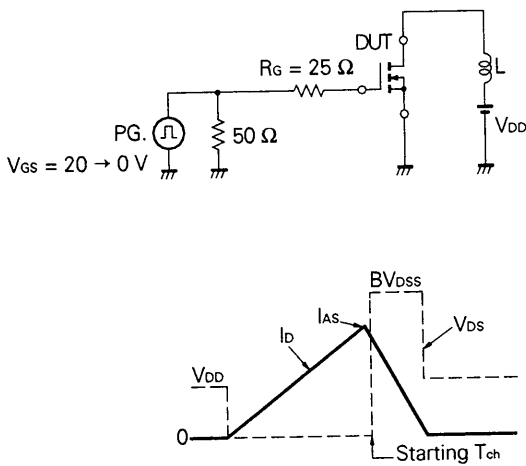 DUT
RG = 25 Ω
L
PG.
50 Ω
VDD
VGS = 20 → 0 V
BVDSS
IAS
ID
VDS
VDD
0
Starting Tch